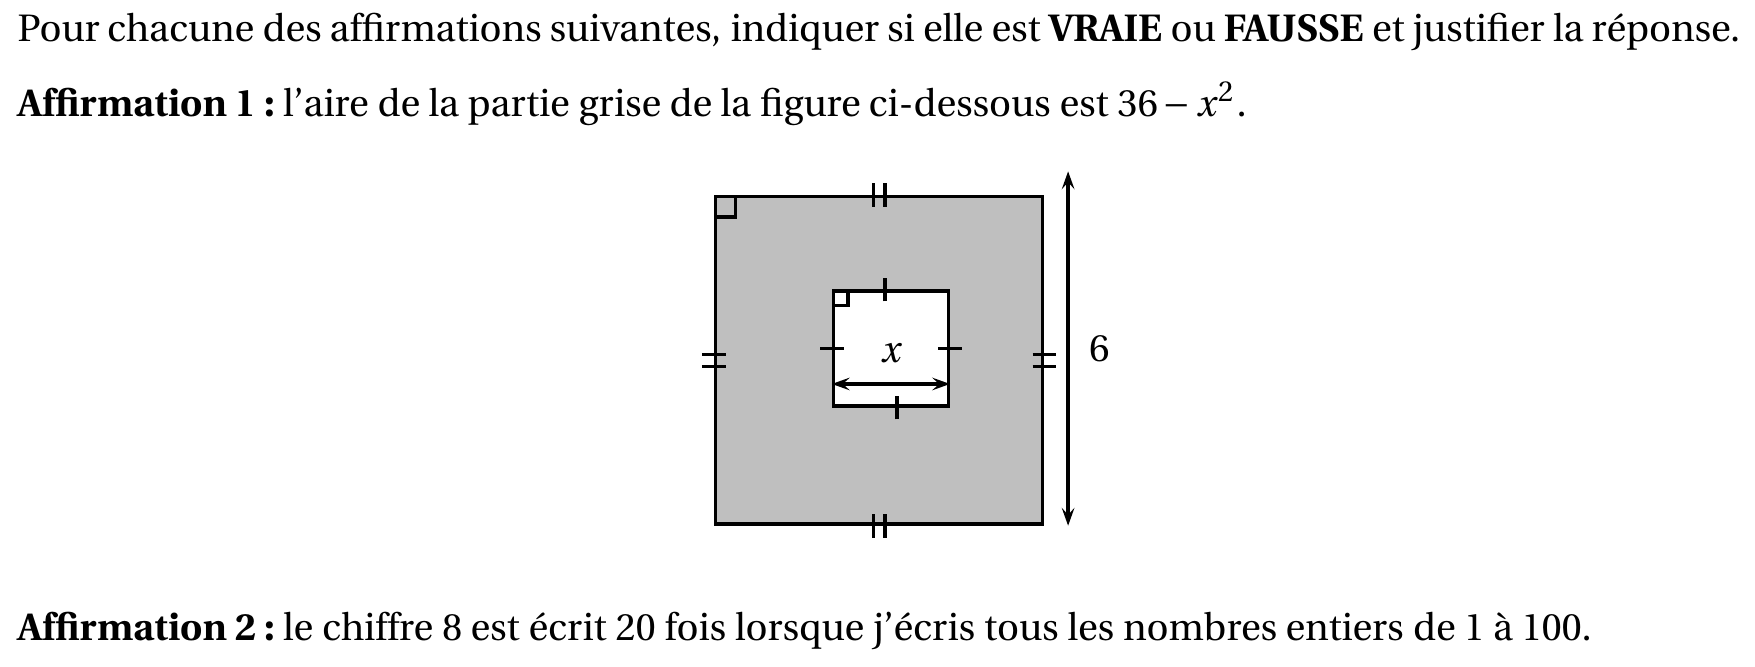 Pour chacune des affirmations suivantes, indiquer si elle est VRAIE ou FAUSSE et justifier la réponse.
Affirmation 1 : l’aire de la partie grise de la figure ci-dessous est 36 − x².
x
6
Affirmation 2 : le chiffre 8 est écrit 20 fois lorsque j’écris tous les nombres entiers de 1 à 100.